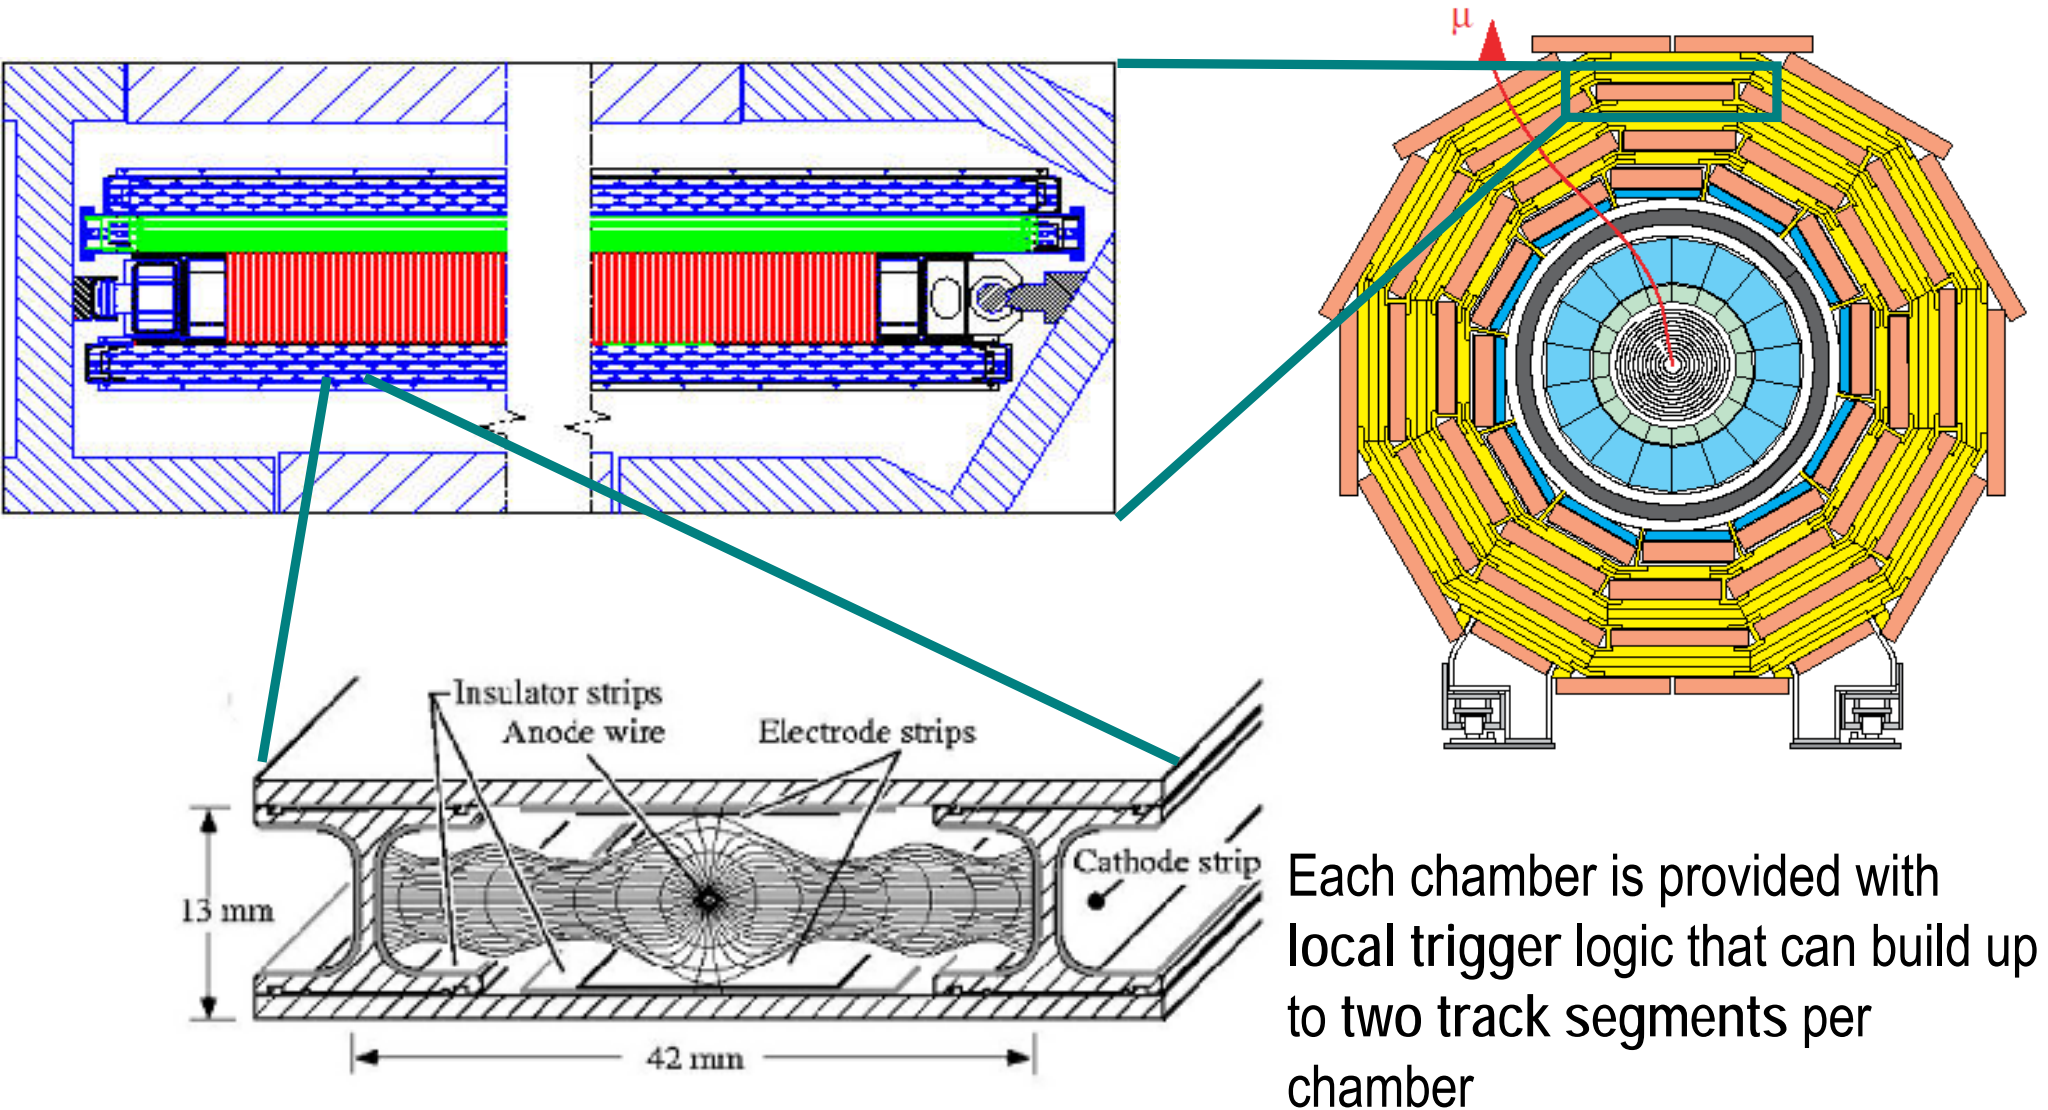 μ
Insulator strips
Anode wire
Electrode strips
Cathode strip
13 mm
42 mm
Each chamber is provided with
local trigger logic that can build up
to two track segments per
chamber